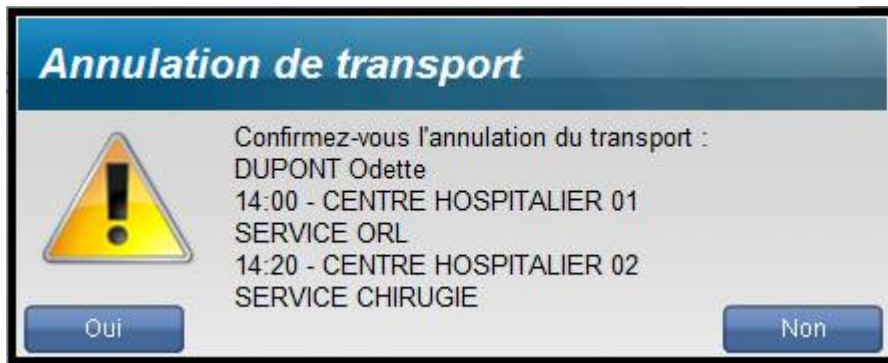 Annulation de transport
Confirmez-vous l'annulation du transport :
DUPONT Odette
14:00 - CENTRE HOSPITALIER 01
SERVICE ORL
14:20 - CENTRE HOSPITALIER 02
SERVICE CHIRUGIE
Oui
Non